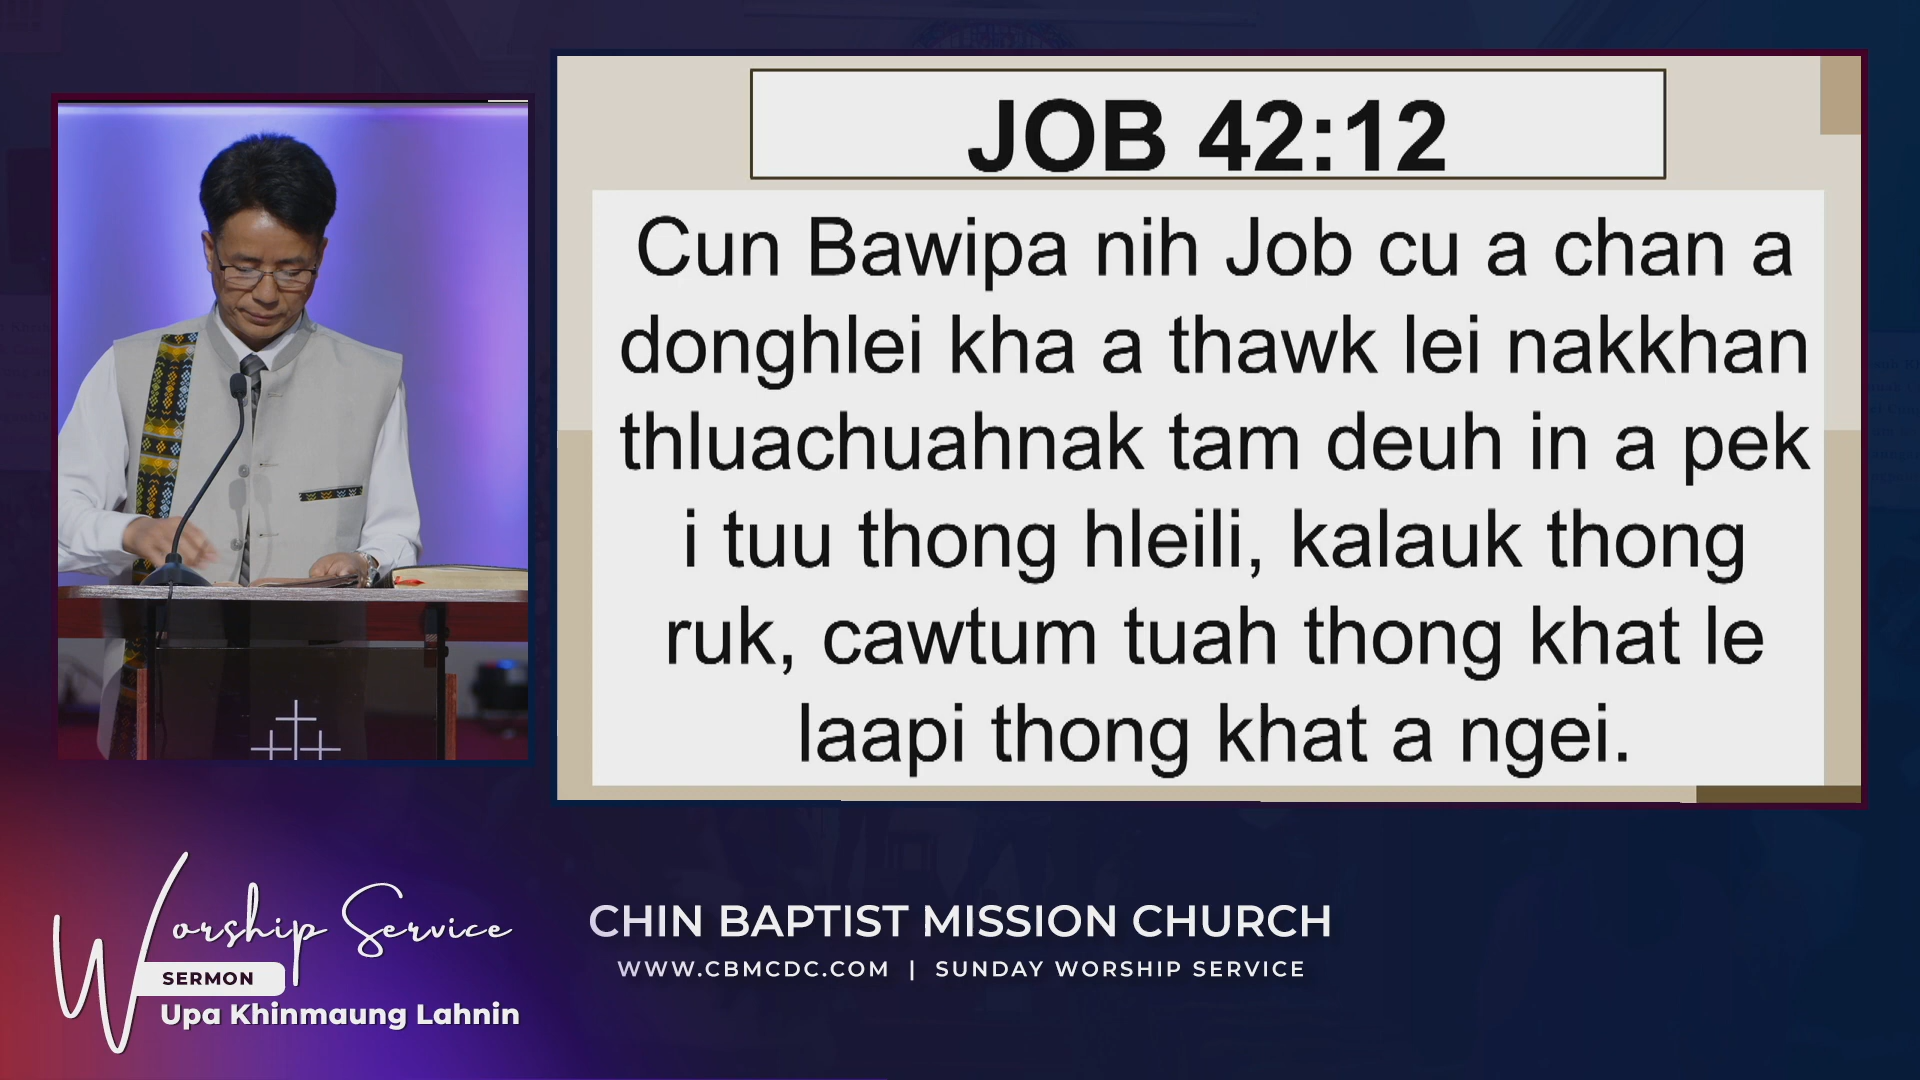 JOB 42:12
Cun Bawipa nih Job cu a chan a
donghlei kha a thawk lei nakkhan
thluachuahnak tam deuh in a pek
i tuu thong hleili, kalauk thong
ruk, cawtum tuah thong khat le
laapi thong khat a ngei.
Worship Service
SERMON
Upa Khinmaung Lahnin
CHIN BAPTIST MISSION CHURCH
WWW.CBMCDC.COM | SUNDAY WORSHIP SERVICE